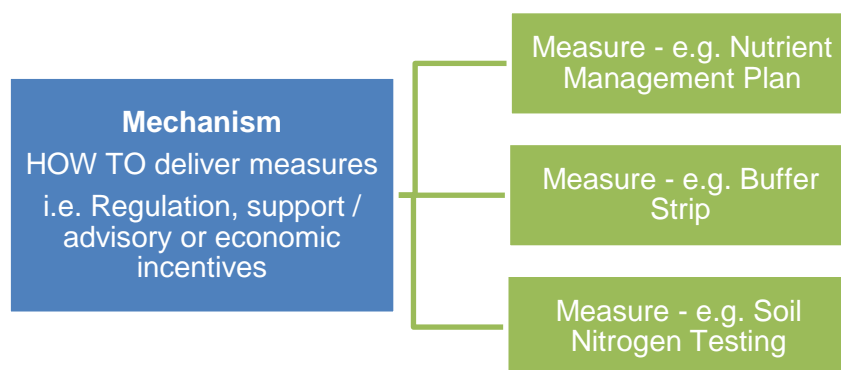 Mechanism
HOW TO deliver measures
i.e. Regulation, support /
advisory or economic
incentives
Measure - e.g. Nutrient
Management Plan
Measure - e.g. Buffer
Strip
Measure - e.g. Soil
Nitrogen Testing